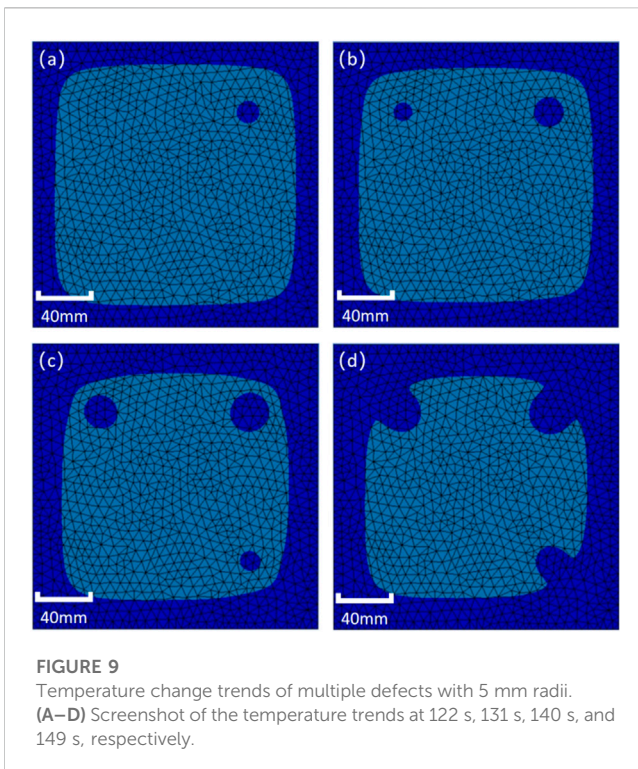 (a)
(b)
40mm
40mm
(c)
(d)
40mm
40mm
FIGURE 9
Temperature change trends of multiple defects with 5 mm radii.
(A–D) Screenshot of the temperature trends at 122 s, 131 s, 140 s, and
149 s, respectively.